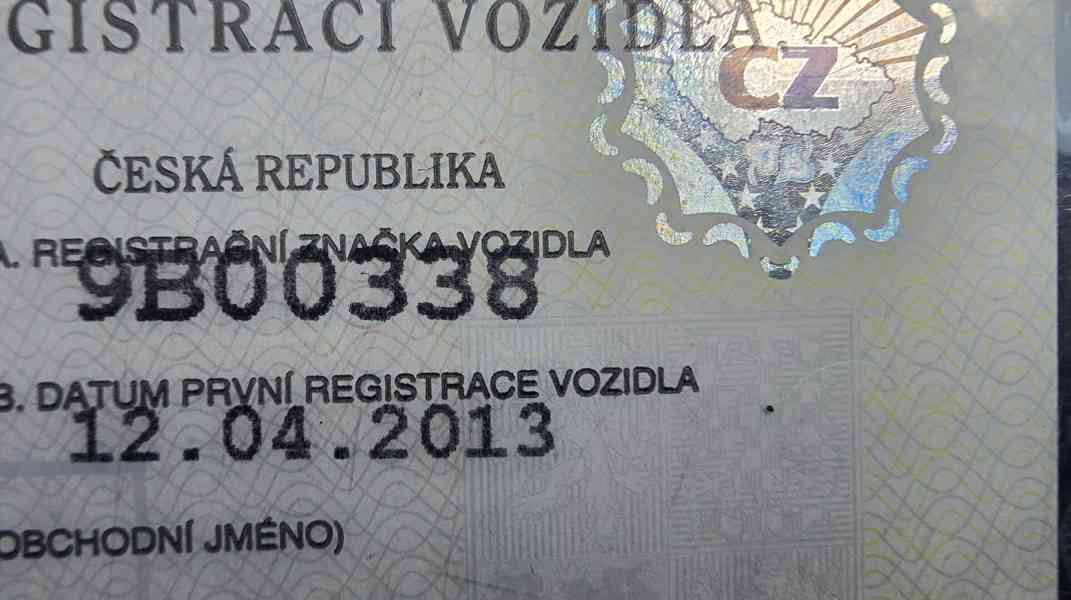 GISTRACI VOZIDLA
CZ
ČESKÁ REPUBLIKA
A. REGISTRAČNÍ ZNAČKA VOZIDLA
9B00338
B. DATUM PRVNÍ REGISTRACE VOZIDLA
12.04.2013
OBCHODNÍ JMÉNO)